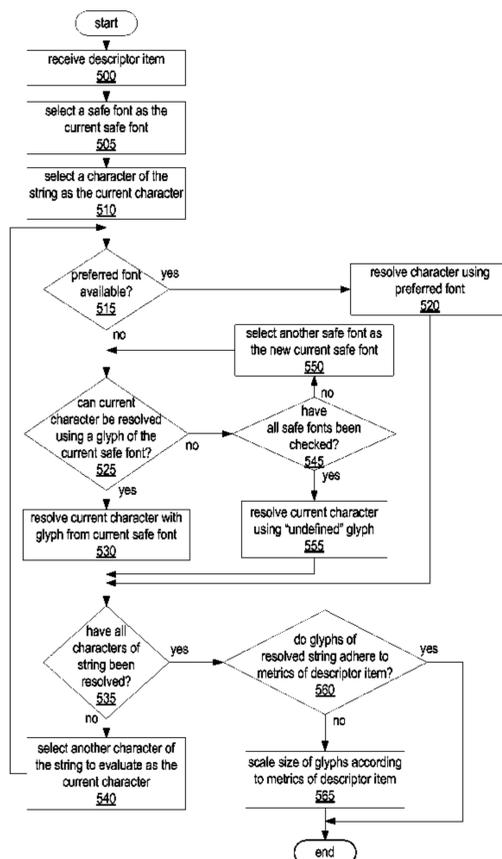 start
receive descriptor item
500
select a safe font as the
current safe font
505
select a character of the
string as the current character
510
preferred font
available?
515
yes
no
resolve character using
preferred font
520
select another safe font as
the new current safe font
550
no
can current
character be resolved
using a glyph of the
current safe font?
525
no
yes
have
all safe fonts been
checked?
545
yes
resolve current character with
glyph from current safe font
530
resolve current character
using "undefined" glyph
555
have all
characters of
string been
resolved?
535
yes
no
do glyphs of
resolved string adhere to
metrics of descriptor item?
560
yes
no
select another character of
the string to evaluate as the
current character
540
scale size of glyphs according
to metrics of descriptor item
565
end